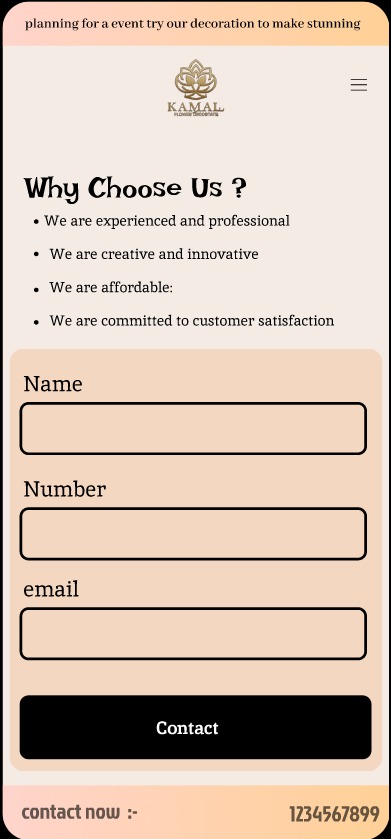 planning for a event try our decoration to make stunning
KAMAL
FLOWER DECORATERS
Why Choose Us ?
• We are experienced and professional
• We are creative and innovative
• We are affordable:
• We are committed to customer satisfaction
Name
Number
email
Contact
contact now :- 1234567899